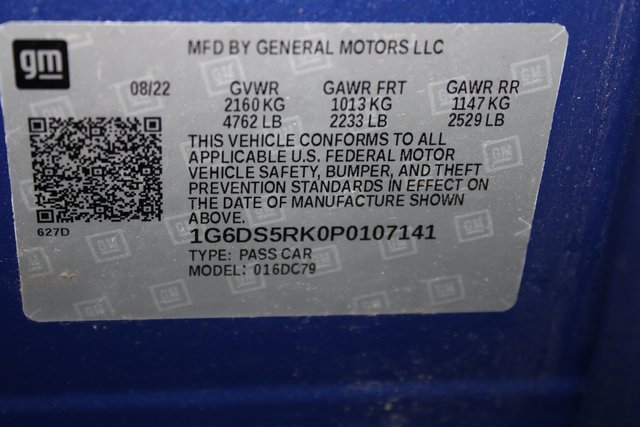 gm
MFD BY GENERAL MOTORS LLC
08/22 GVWR GAWR FRT GAWR RR
2160 KG 1013 KG 1147 KG
4762 LB 2233 LB 2529 LB
THIS VEHICLE CONFORMS TO ALL
APPLICABLE U.S. FEDERAL MOTOR
VEHICLE SAFETY, BUMPER, AND THEFT
PREVENTION STANDARDS IN EFFECT ON
THE DATE OF MANUFACTURE SHOWN
ABOVE.
627D
1G6DS5RK0P0107141
TYPE: PASS CAR
MODEL: 016DC79